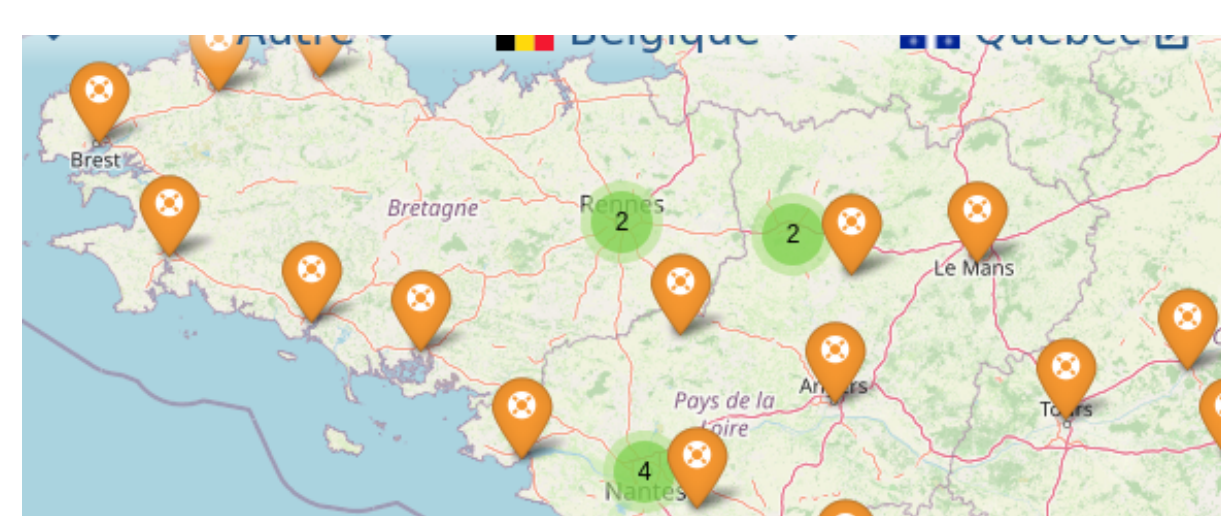 Autre
Belgique
Québec
Brest
Bretagne
Rennes
2
2
Le Mans
Angers
Pays de la
Loire
Tours
4
Nantes